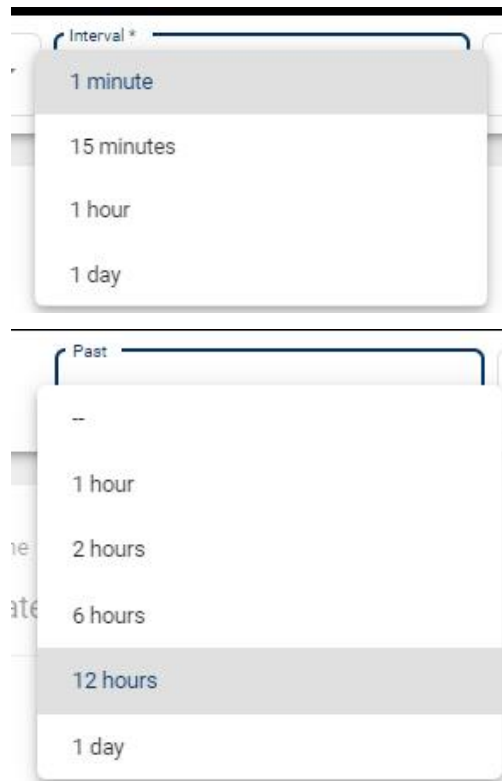 Interval *
1 minute
15 minutes
1 hour
1 day
Past
--
1 hour
2 hours
6 hours
12 hours
1 day